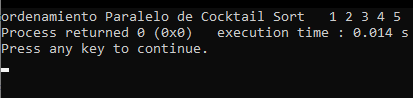 ordenamiento Paralelo de Cocktail Sort   1 2 3 4 5
Process returned 0 (0x0)   execution time : 0.014 s
Press any key to continue.